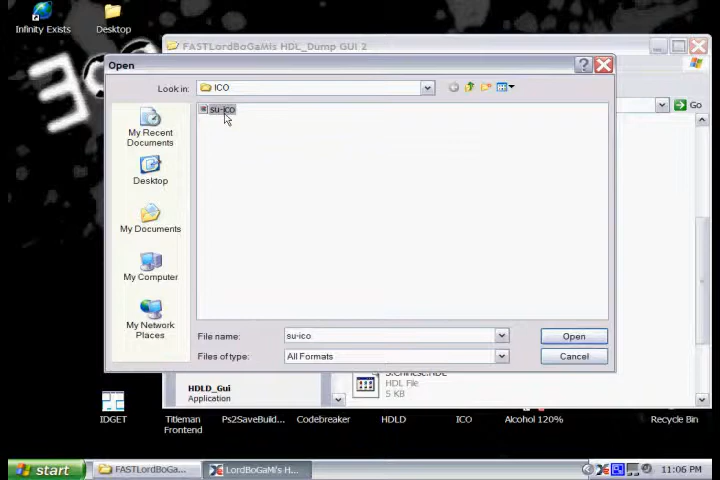 Infinity Exists
Desktop
FASTLordBoGaMIs HDL_Dump GUI 2
Open
Look in:
ICO
Go
su-ico
My Recent
Documents
Desktop
My Documents
My Computer
My Network
Places
File name:
su-ico
Open
Files of type:
All Formats
Cancel
HDL File
5 KB
HDLD_Gui
Application
IDGET
Titleman
Frontend
Ps2SaveBuild...
Codebreaker
HDLD
ICO
Alcohol 120%
Recycle Bin
start
FASTLordBoGa...
LordBoGaMi's H...
11:06 PM